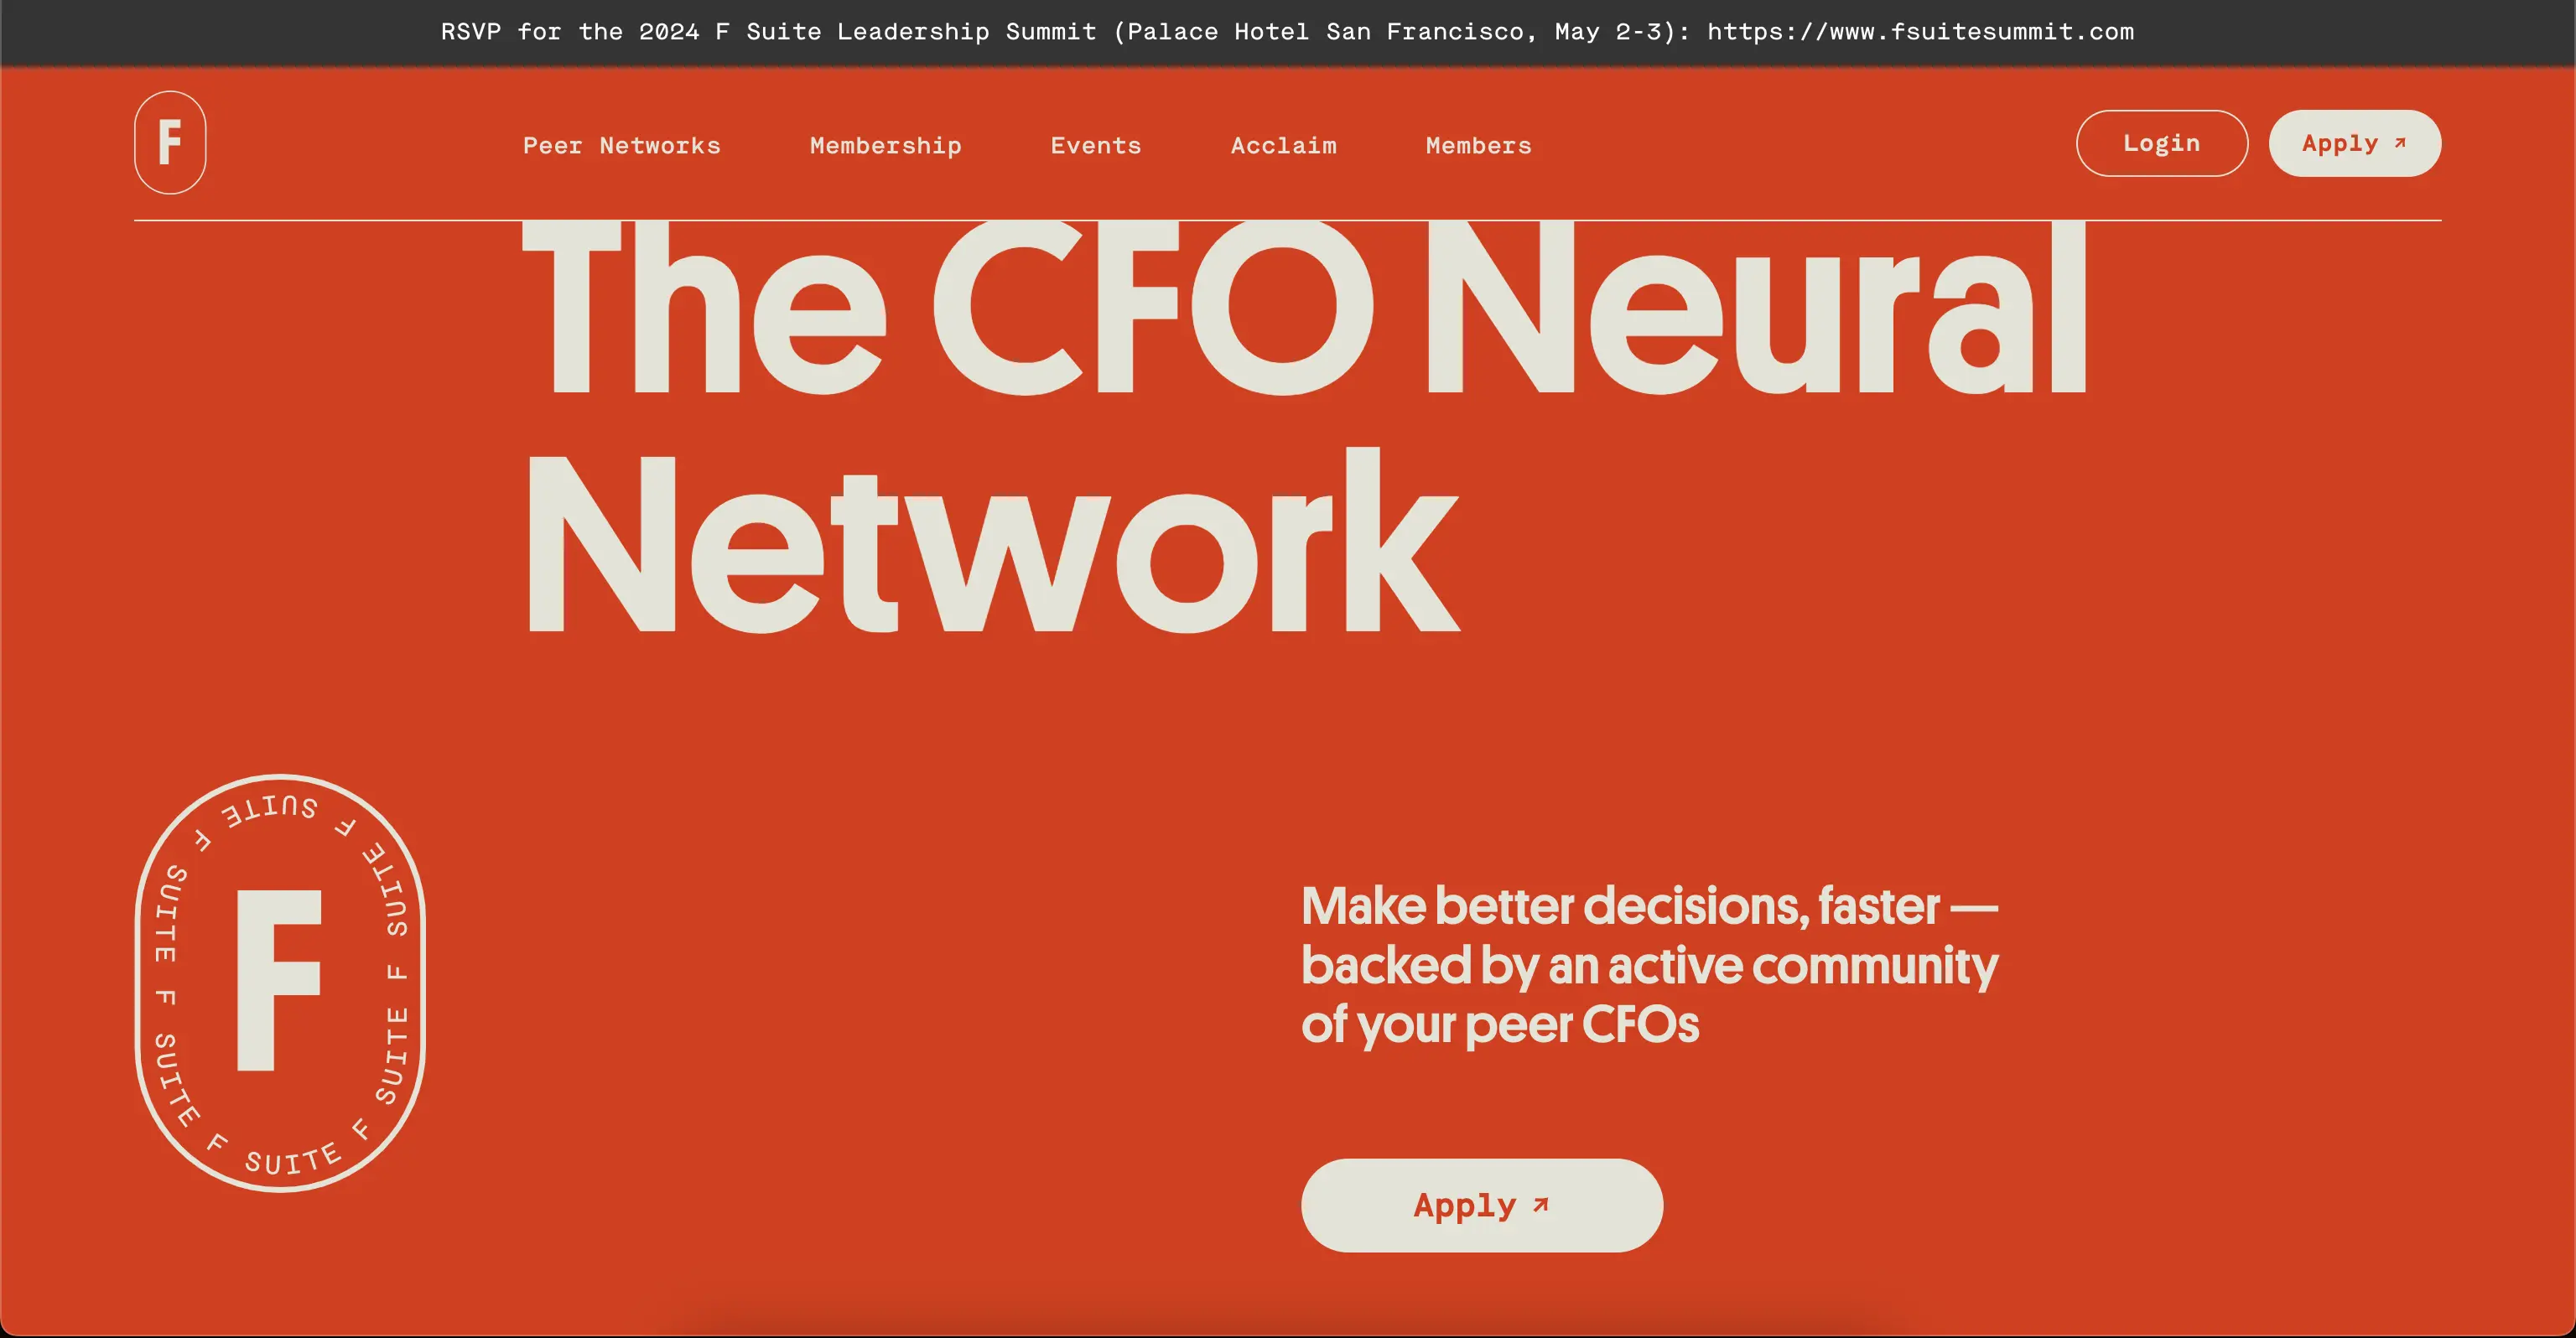 RSVP for the 2024 F Suite Leadership Summit (Palace Hotel San Francisco, May 2-3): https://www.fsuitesummit.com
F
Peer Networks
Membership
Events
Acclaim
Members
Login
Apply ↗
The CFO Neural
Network
F
SUITE F SUITE F SUITE F SUITE F SUITE F SUITE F SUITE F
Make better decisions, faster —
backed by an active community
of your peer CFOs
Apply ↗